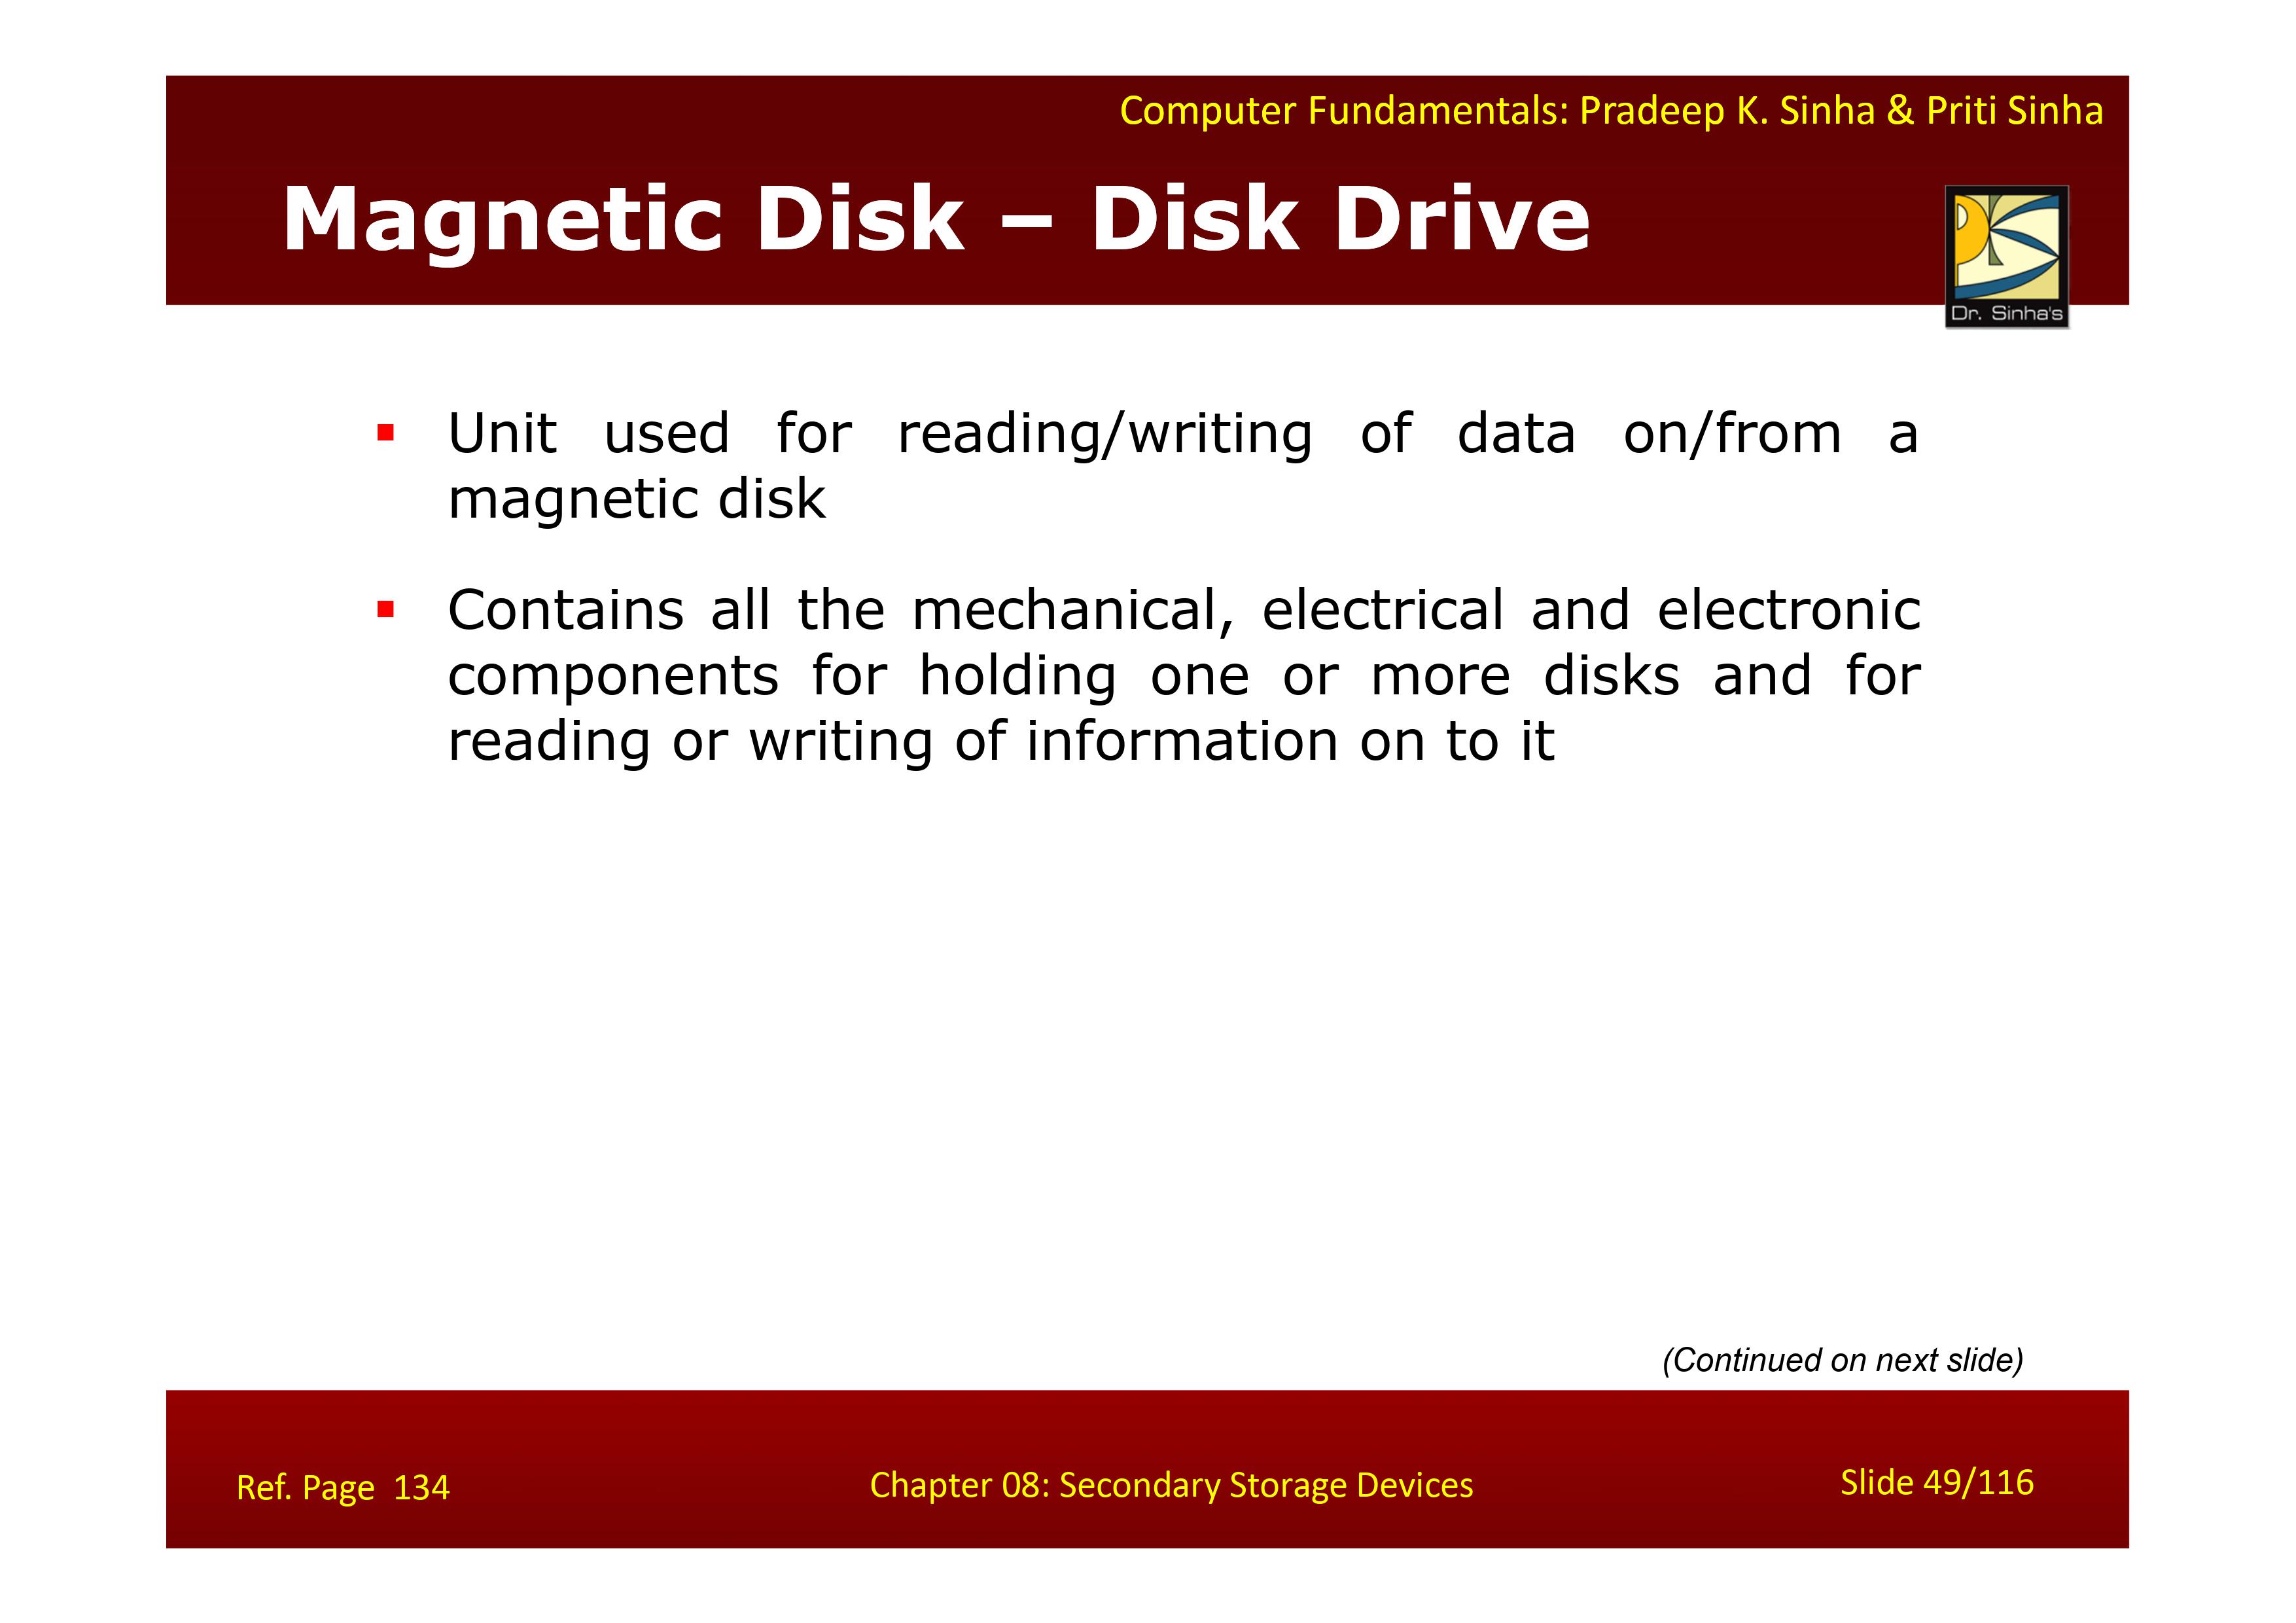 Computer Fundamentals: Pradeep K. Sinha & Priti Sinha
Magnetic Disk – Disk Drive
Dr. Sinha's
▪ Unit used for reading/writing of data on/from a
magnetic disk
▪ Contains all the mechanical, electrical and electronic
components for holding one or more disks and for
reading or writing of information on to it
(Continued on next slide)
Ref. Page 134
Chapter 08: Secondary Storage Devices
Slide 49/116